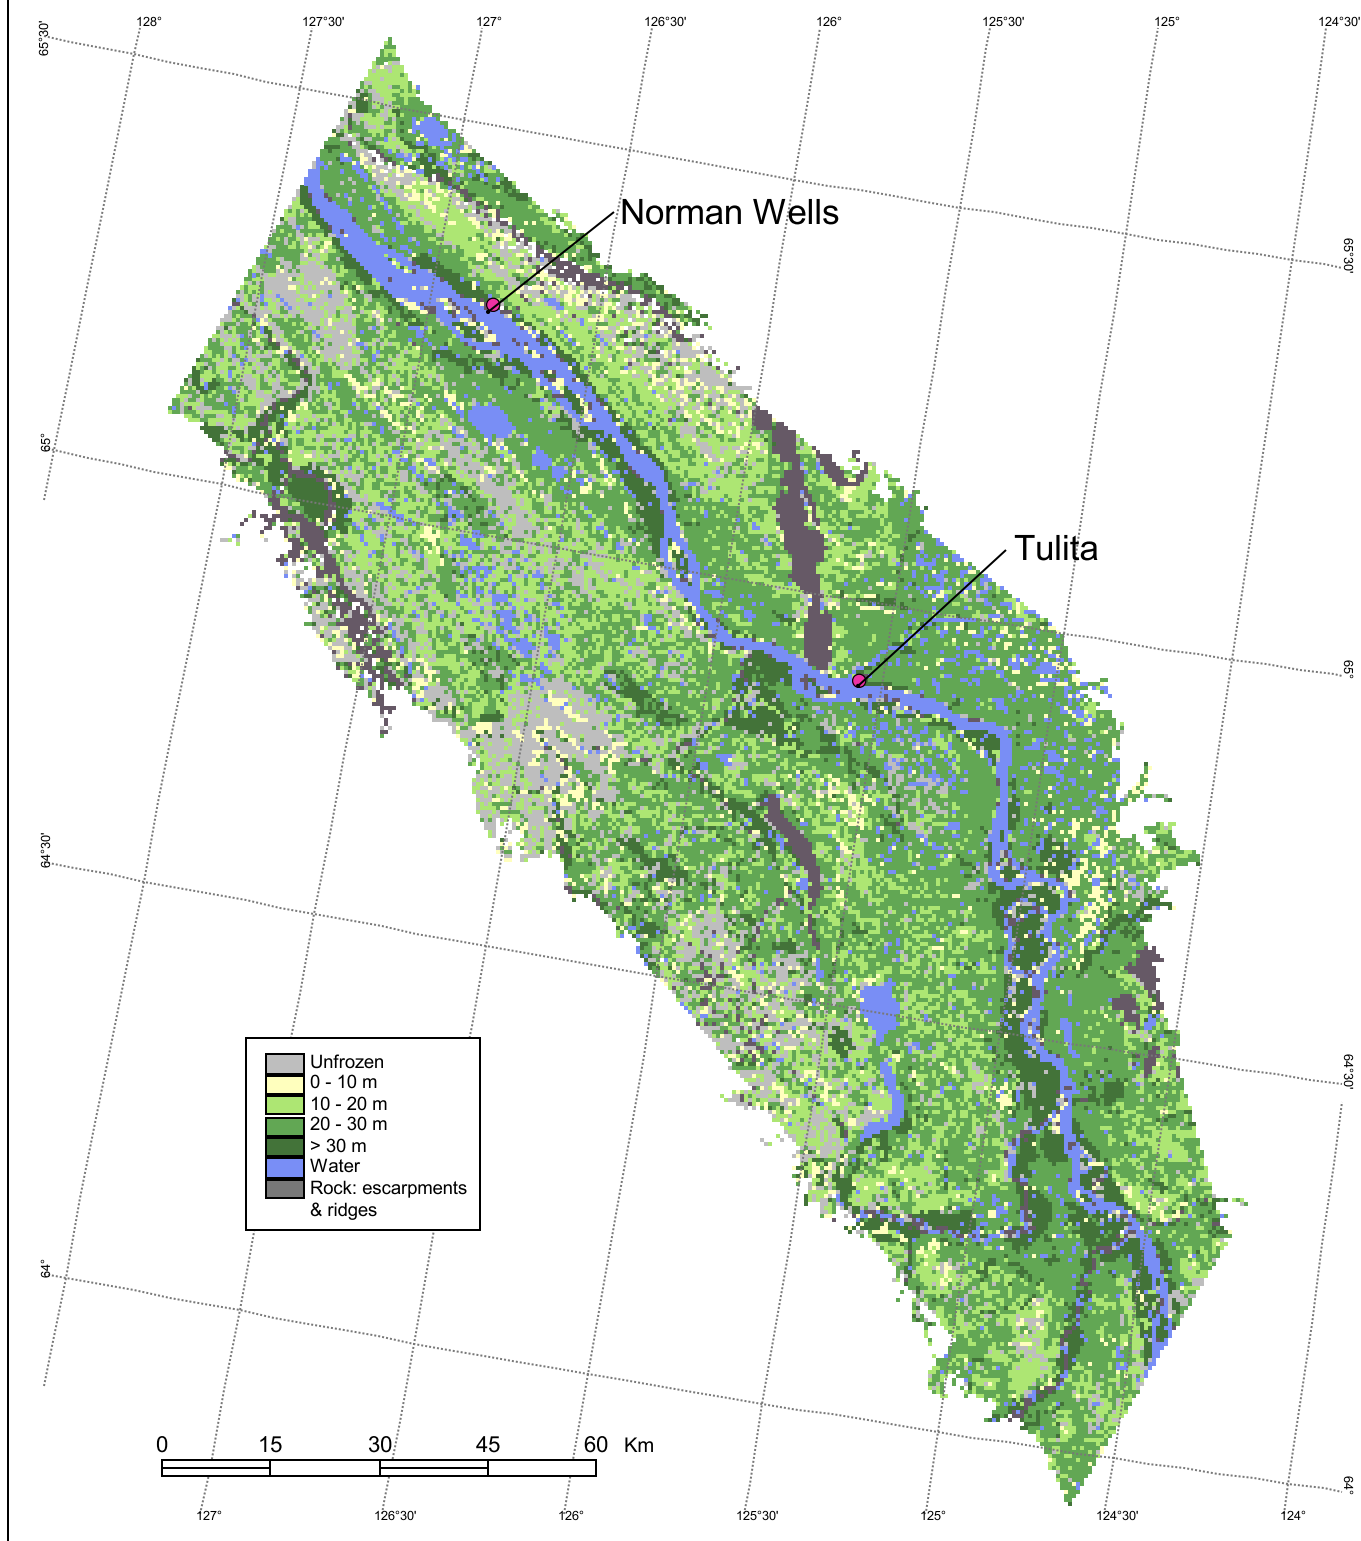 128° 127°30' 127° 126°30' 126° 125°30' 125° 124°30'
65°30'
Norman Wells
65°30'
65°
Tulita
65°
64°30'
Unfrozen
0 - 10 m
10 - 20 m
20 - 30 m
> 30 m
Water
Rock: escarpments
& ridges
64°30'
64°
0 15 30 45 60 Km
64°
127° 126°30' 126° 125°30' 125° 124°30' 124°